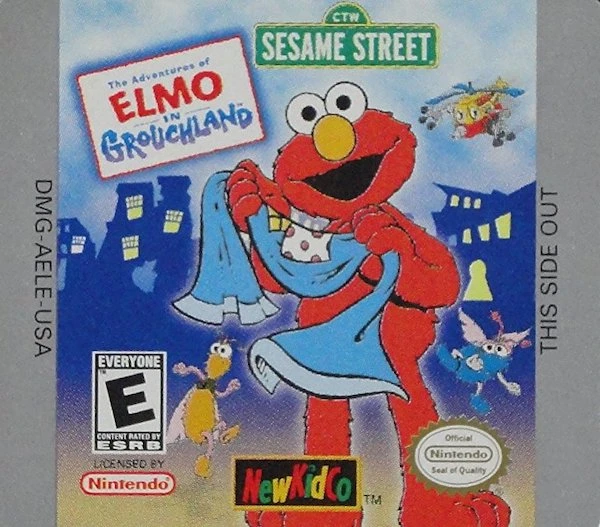 CTW
SESAME STREET
The Adventures of
ELMO
IN
GROUCHLAND
DMG-AELE-USA
THIS SIDE OUT
EVERYONE
TM
E
CONTENT RATED BY
ESRB
LICENSED BY
Nintendo
NewKidCo
TM
Official
Nintendo
Seal of Quality